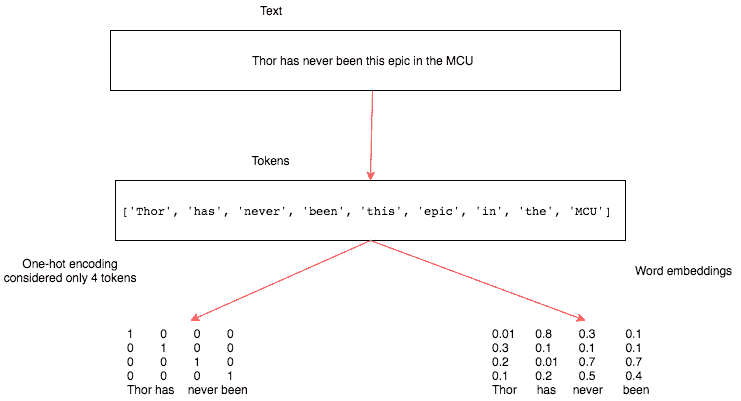 Text
Thor has never been this epic in the MCU
Tokens
['Thor', 'has', 'never', 'been', 'this', 'epic', 'in', 'the', 'MCU']
One-hot encoding
considered only 4 tokens
1 0 0 0
0 1 0 0
0 0 1 0
0 0 0 1
Thor has never been
Word embeddings
0.01 0.8 0.3 0.1
0.3 0.1 0.1 0.1
0.2 0.01 0.7 0.7
0.1 0.2 0.5 0.4
Thor has never been